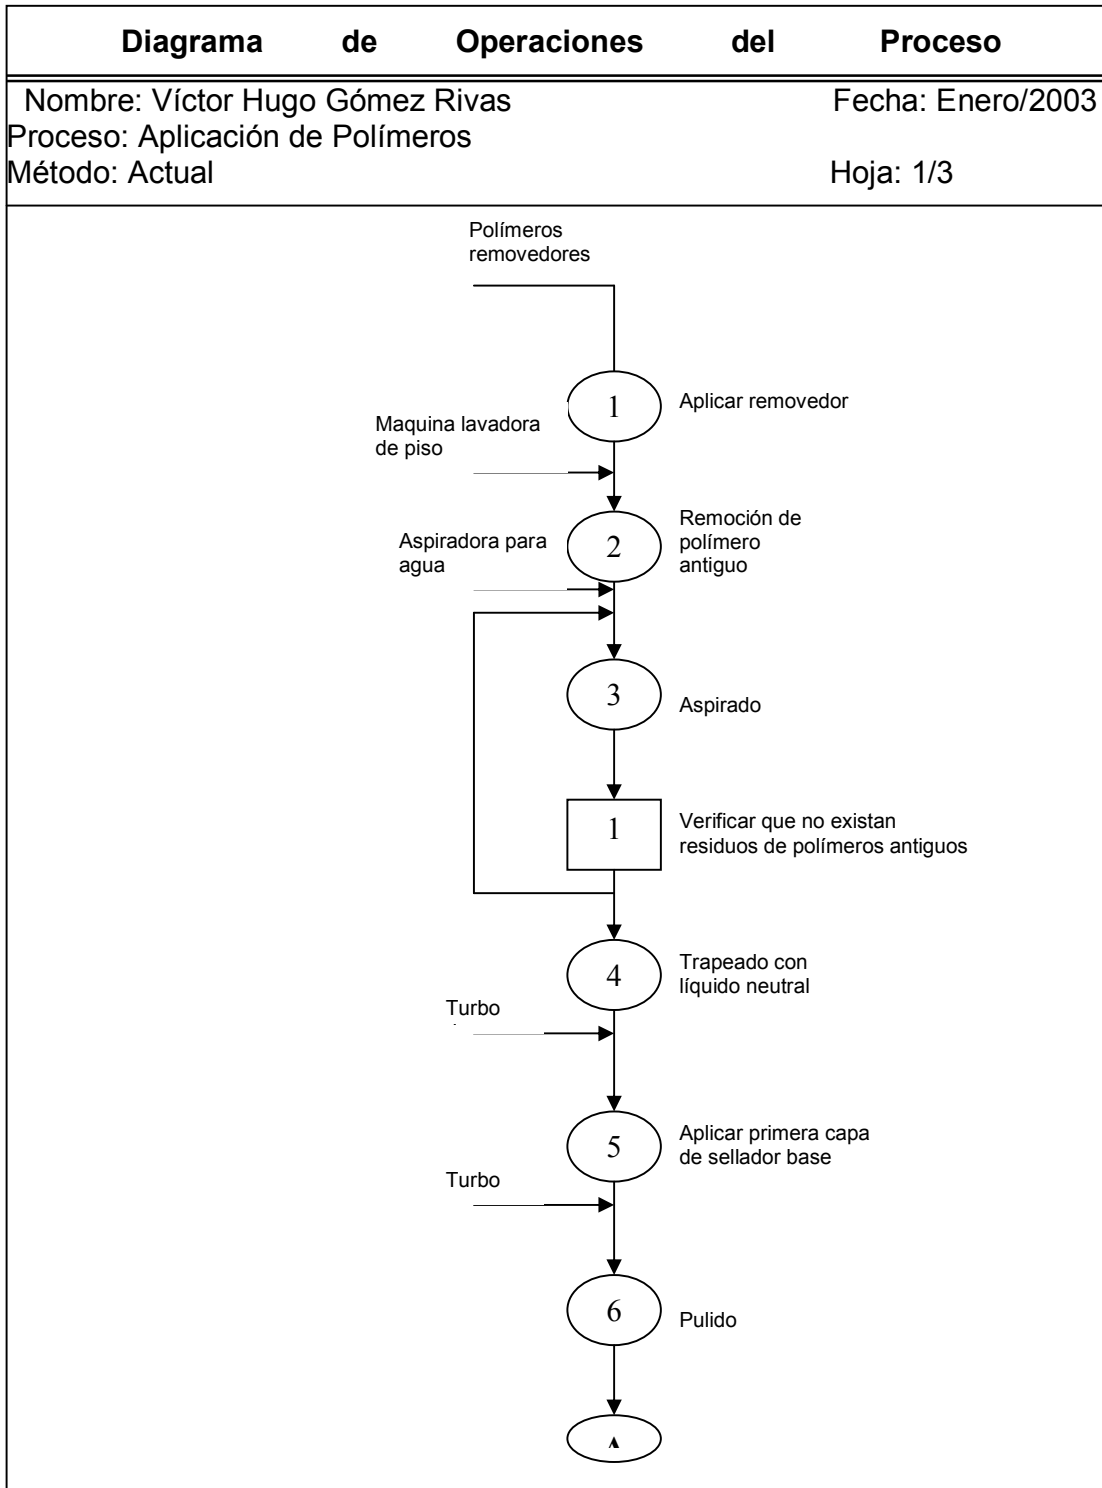 Diagrama de Operaciones del Proceso
Nombre: Víctor Hugo Gómez Rivas Fecha: Enero/2003
Proceso: Aplicación de Polímeros
Método: Actual Hoja: 1/3
Polímeros
removedores
1
Aplicar removedor
Maquina lavadora
de piso
2
Remoción de
polímero
antiguo
Aspiradora para
agua
3
Aspirado
1
Verificar que no existan
residuos de polímeros antiguos
4
Trapeado con
líquido neutral
Turbo
5
Aplicar primera capa
de sellador base
Turbo
6
Pulido
A